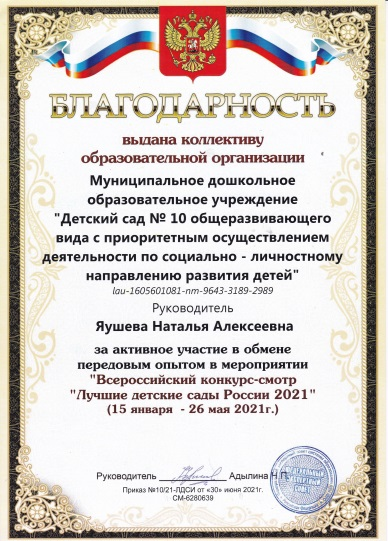 БЛАГОДАРНОСТЬ
выдана коллективу
образовательной организации
Муниципальное дошкольное
образовательное учреждение
"Детский сад № 10 общеразвивающего
вида с приоритетным осуществлением
деятельности по социально - личностному
направлению развития детей"
lau-1605601081-nm-9643-3189-2989
Руководитель
Яушева Наталья Алексеевна
за активное участие в обмене
передовым опытом в мероприятии
"Всероссийский конкурс-смотр
"Лучшие детские сады России 2021"
(15 января - 26 мая 2021г.)
Руководитель Адылина Ч.П.
Приказ №10/21-ЛДСИ от «30» июня 2021г.
СМ-6280639